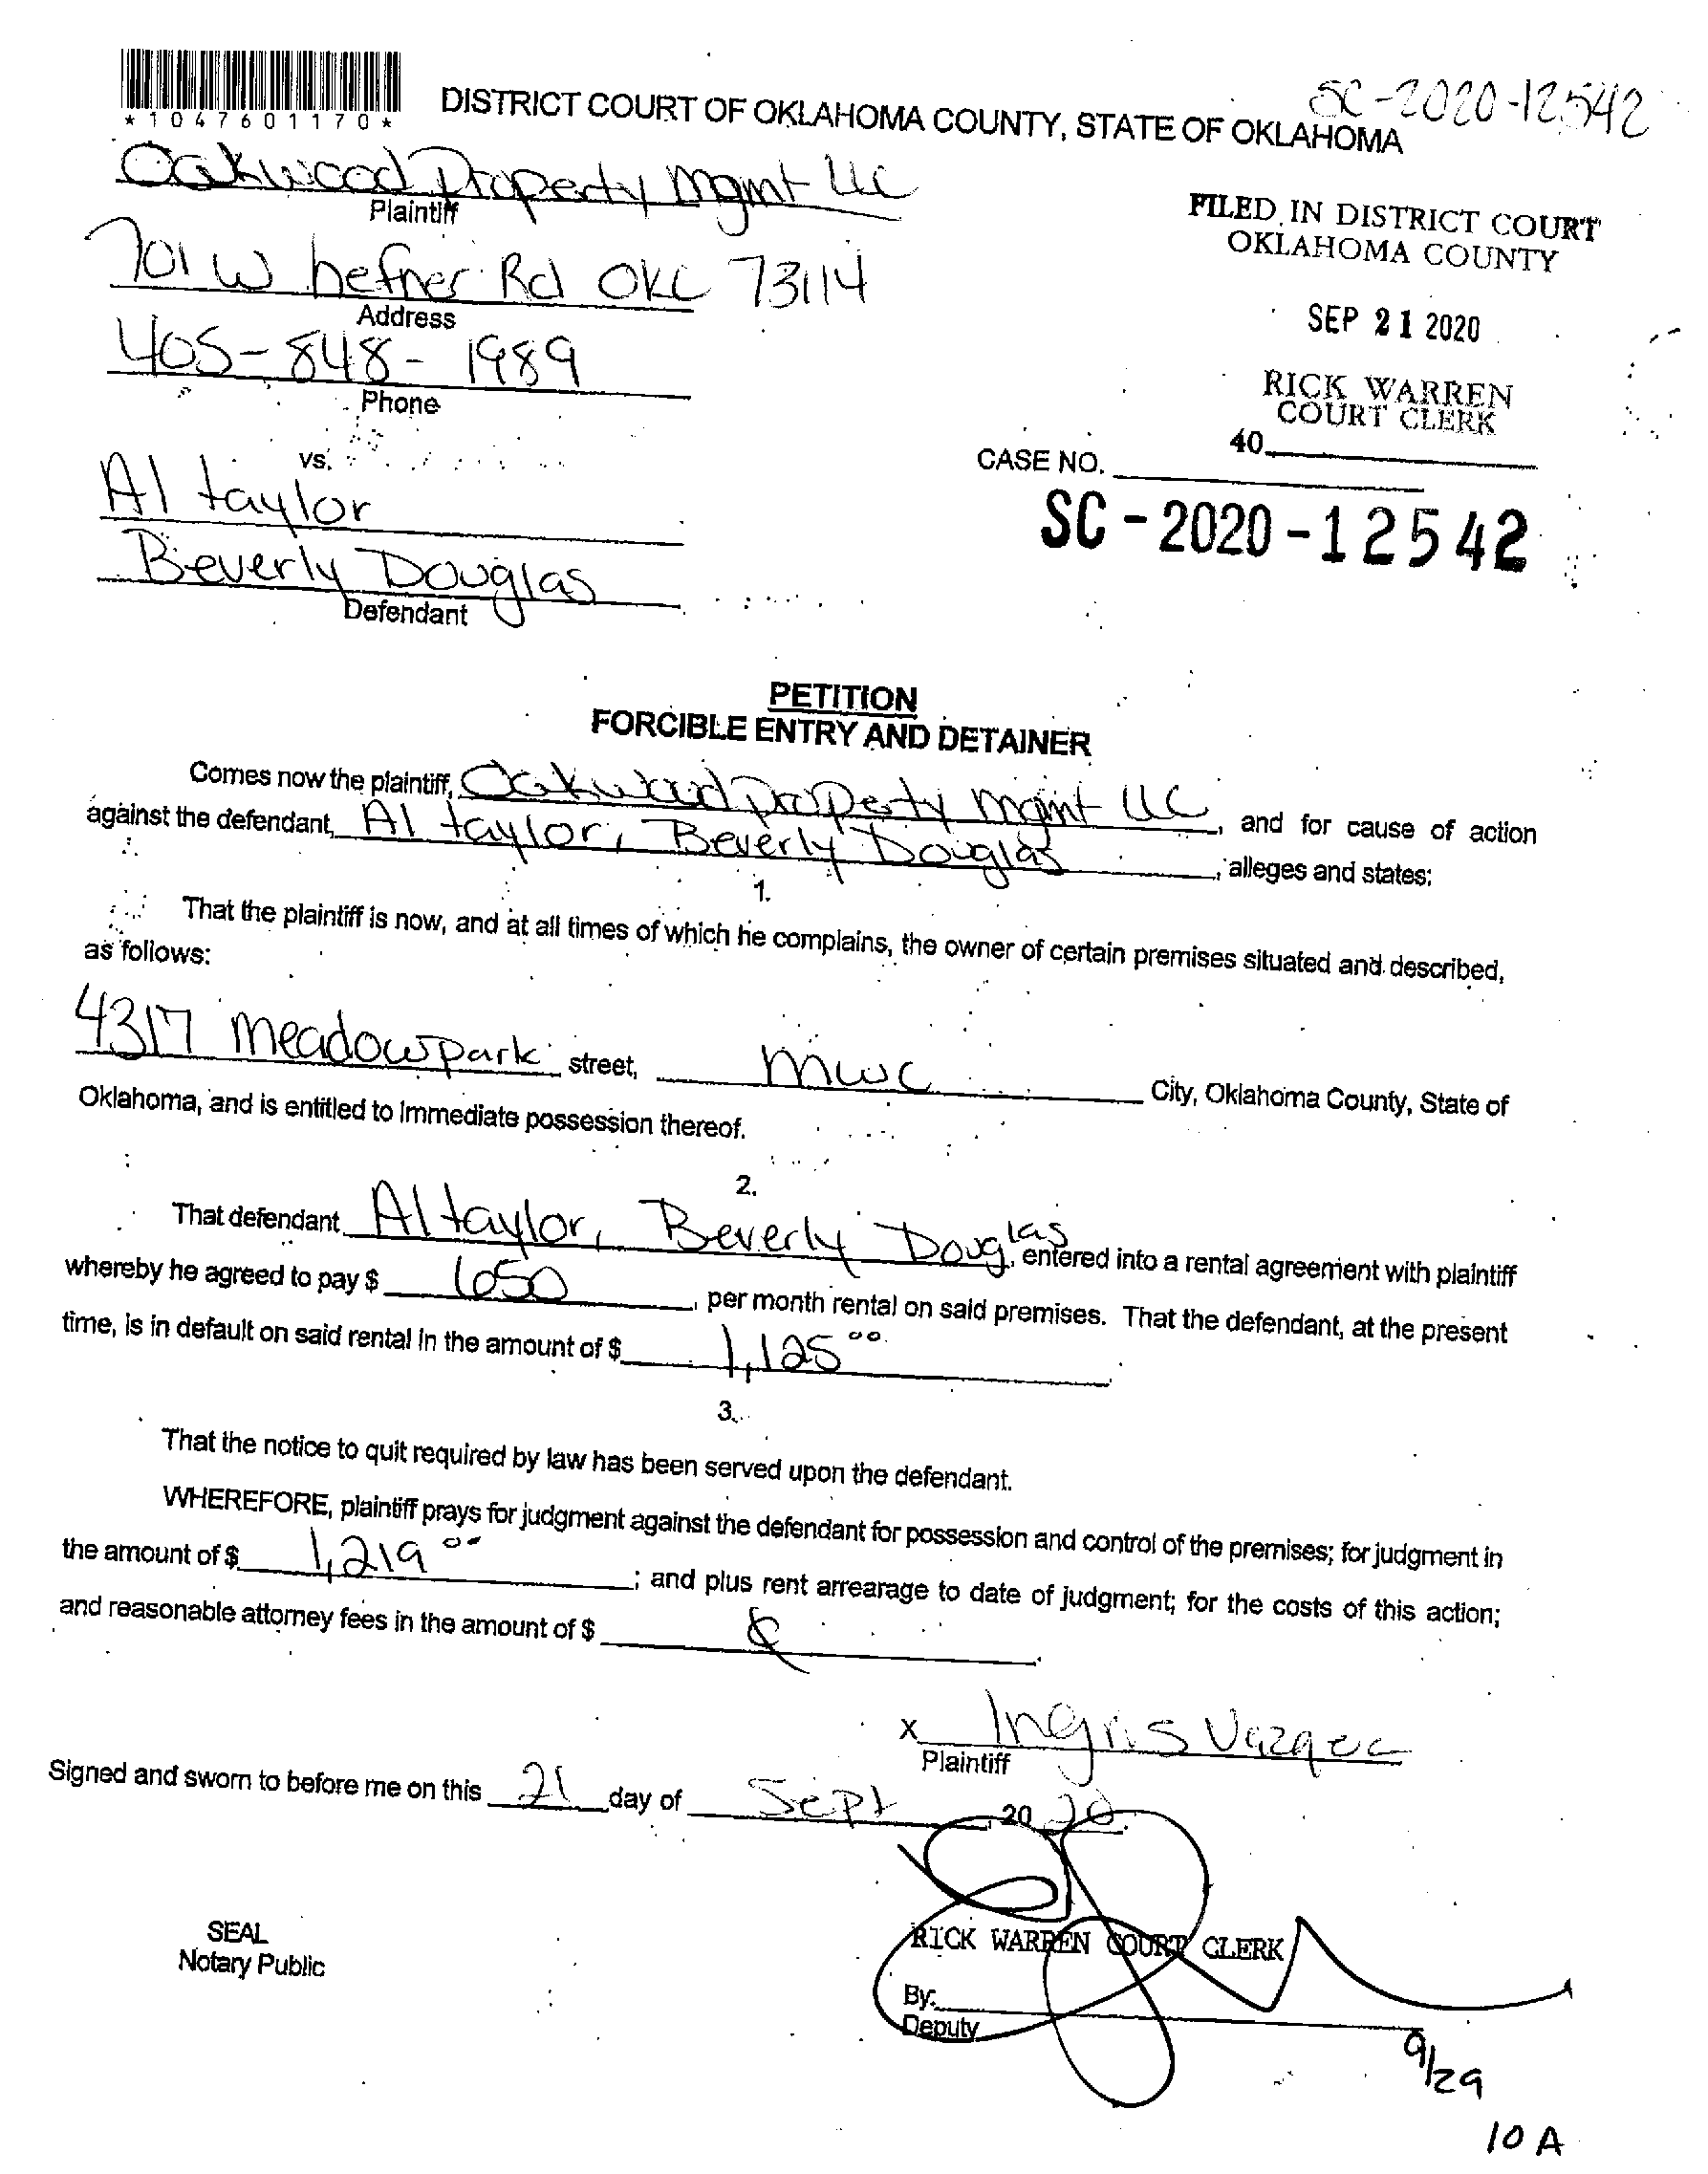 * 1 0 4 7 6 0 1 1 7 0 *
SC-2020-12542
DISTRICT COURT OF OKLAHOMA COUNTY, STATE OF OKLAHOMA
Oakwood Property Mgmt LLC
Plaintiff
701 W hefner Rd OKC 73114
Address
405-848-1989
Phone
FILED IN DISTRICT COURT
OKLAHOMA COUNTY
SEP 21 2020
RICK WARREN
COURT CLERK
40
vs.
CASE NO.
SC-2020-12542
Al taylor
Beverly Douglas
Defendant
PETITION
FORCIBLE ENTRY AND DETAINER
Comes now the plaintiff, Oakwood Property Mgmt LLC, and for cause of action
against the defendant, Al taylor, Beverly Douglas, alleges and states:
1.
That the plaintiff is now, and at all times of which he complains, the owner of certain premises situated and described,
as follows:
4317 Meadowpark street, MWC City, Oklahoma County, State of
Oklahoma, and is entitled to immediate possession thereof.
2.
That defendant Al taylor, Beverly Douglas, entered into a rental agreement with plaintiff
whereby he agreed to pay $ 650, per month rental on said premises. That the defendant, at the present
time, is in default on said rental in the amount of $ 1,125 00.
3.
That the notice to quit required by law has been served upon the defendant.
WHEREFORE, plaintiff prays for judgment against the defendant for possession and control of the premises; for judgment in
the amount of $ 1,219 00; and plus rent arrearage to date of judgment; for the costs of this action;
and reasonable attorney fees in the amount of $
X Ingris Vazquez
Plaintiff
Signed and sworn to before me on this 21 day of Sept, 20 20.
SEAL
Notary Public
RICK WARREN COURT CLERK
By:
Deputy
9/29
10 A